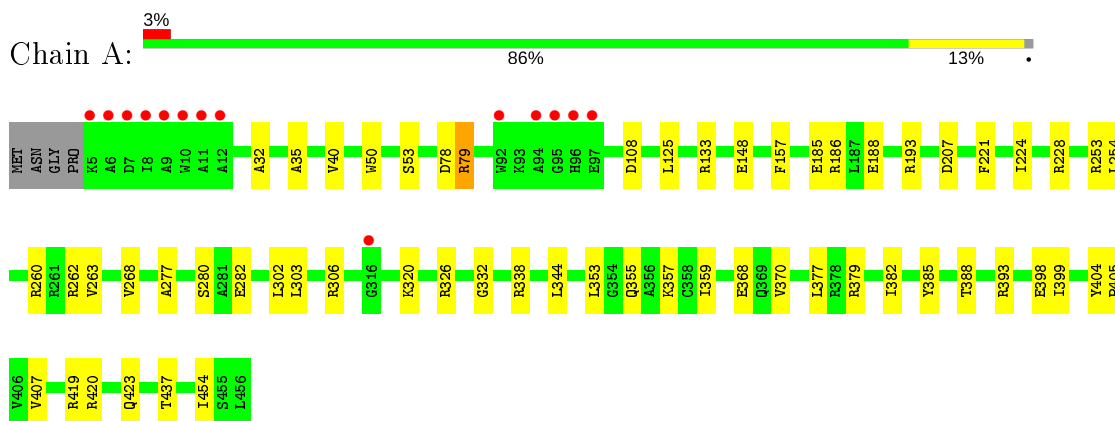 3%
Chain A:
86%
13%
•
MET ASN GLY PRO K5 A6 D7 I8 A9 W10 A11 A12 A32 A35 V40 W50 S53 D78 R79 W92 K93 A94 G95 H96 E97 D108 L125 R133 E148 F157 E185 R186 L187 E188 R193 D207 F221 I224 R228 R253
R260 R261 R262 V263 V268 A277 S280 A281 E282 L302 L303 R306 G316 K320 R326 G332 R338 L344 L353 G354 Q355 A356 K357 C358 I359 E368 Q369 V370 L377 R378 R379 I382 Y385 T388 R393 E398 I399 Y404
V406 V407 R419 R420 Q423 T437 I454 S455 L456